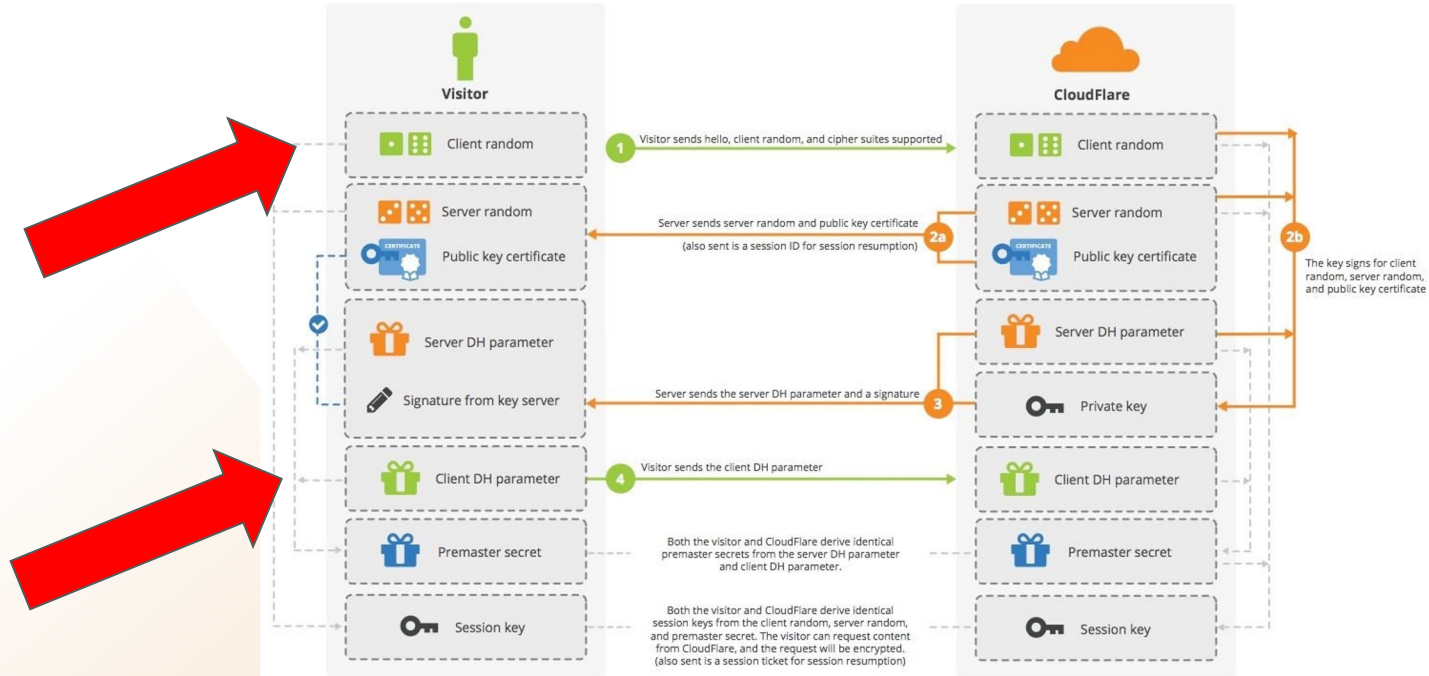 Visitor
CloudFlare
Client random
1
Visitor sends hello, client random, and cipher suites supported
Client random
Server random
Server sends server random and public key certificate
2a
Server random
2b
(also sent is a session ID for session resumption)
CERTIFICATE
Public key certificate
CERTIFICATE
Public key certificate
The key signs for client
random, server random,
and public key certificate
Server DH parameter
Server DH parameter
Signature from key server
Server sends the server DH parameter and a signature
3
Private key
Client DH parameter
4
Visitor sends the client DH parameter
Client DH parameter
Premaster secret
Both the visitor and CloudFlare derive identical
premaster secrets from the server DH parameter
and client DH parameter.
Premaster secret
Session key
Both the visitor and CloudFlare derive identical
session keys from the client random, server random,
and premaster secret. The visitor can request content
from CloudFlare, and the request will be encrypted.
(also sent is a session ticket for session resumption)
Session key